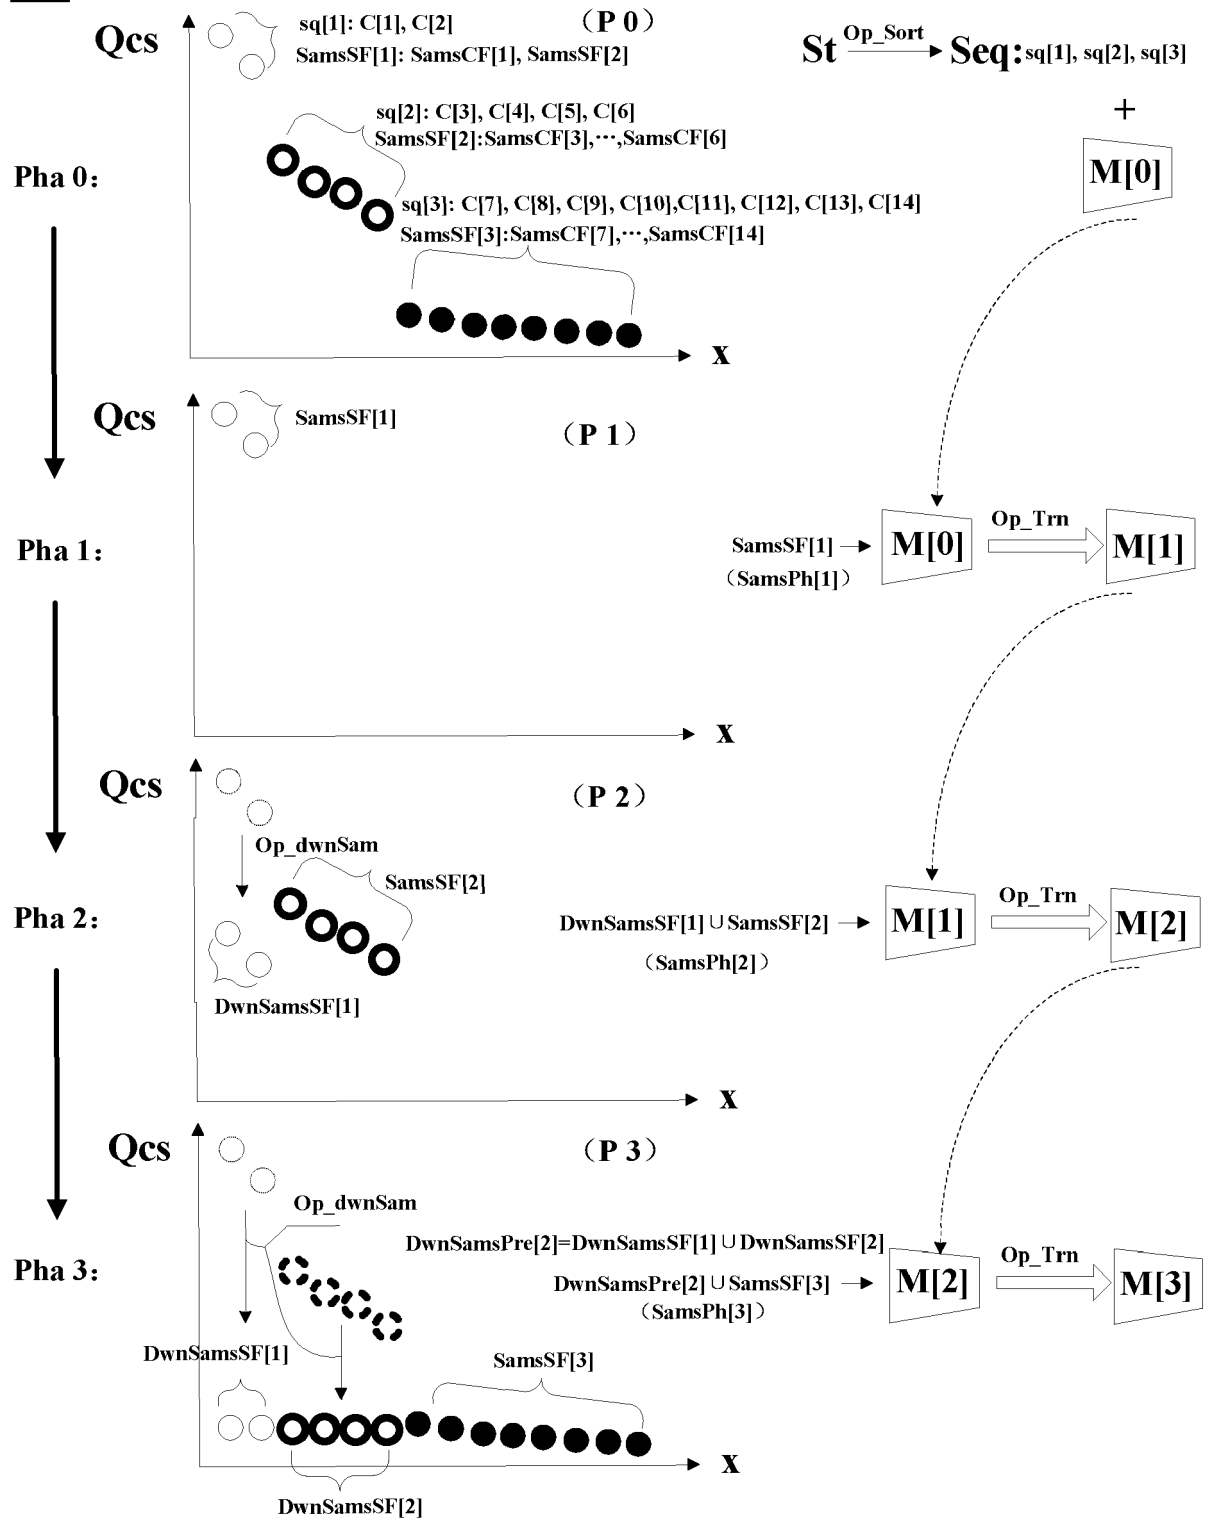 Qcs
sq[1]: C[1], C[2]
(P 0)
SamsSF[1]: SamsCF[1], SamsSF[2]
St
Op_Sort
Seq:sq[1], sq[2], sq[3]
+
M[0]
sq[2]: C[3], C[4], C[5], C[6]
SamsSF[2]:SamsCF[3],···,SamsCF[6]
Pha 0:
sq[3]: C[7], C[8], C[9], C[10],C[11], C[12], C[13], C[14]
SamsSF[3]:SamsCF[7],···,SamsCF[14]
x
Qcs
SamsSF[1]
(P 1)
Pha 1:
SamsSF[1]
(SamsPh[1])
M[0]
Op_Trn
M[1]
x
Qcs
(P 2)
Op_dwnSam
SamsSF[2]
Pha 2:
DwnSamsSF[1]
DwnSamsSF[1]∪SamsSF[2]
(SamsPh[2])
M[1]
Op_Trn
M[2]
x
Qcs
(P 3)
Op_dwnSam
Pha 3:
DwnSamsPre[2]=DwnSamsSF[1]∪DwnSamsSF[2]
DwnSamsPre[2]∪SamsSF[3]
(SamsPh[3])
M[2]
Op_Trn
M[3]
DwnSamsSF[1]
SamsSF[3]
x
DwnSamsSF[2]